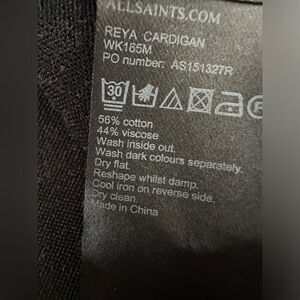 ALLSAINTS.COM
REYA CARDIGAN
WK165M
PO number: AS151327R
30
P
56% cotton
44% viscose
Wash inside out.
Wash dark colours separately.
Dry flat.
Reshape whilst damp.
Cool iron on reverse side.
Dry clean.
Made in China